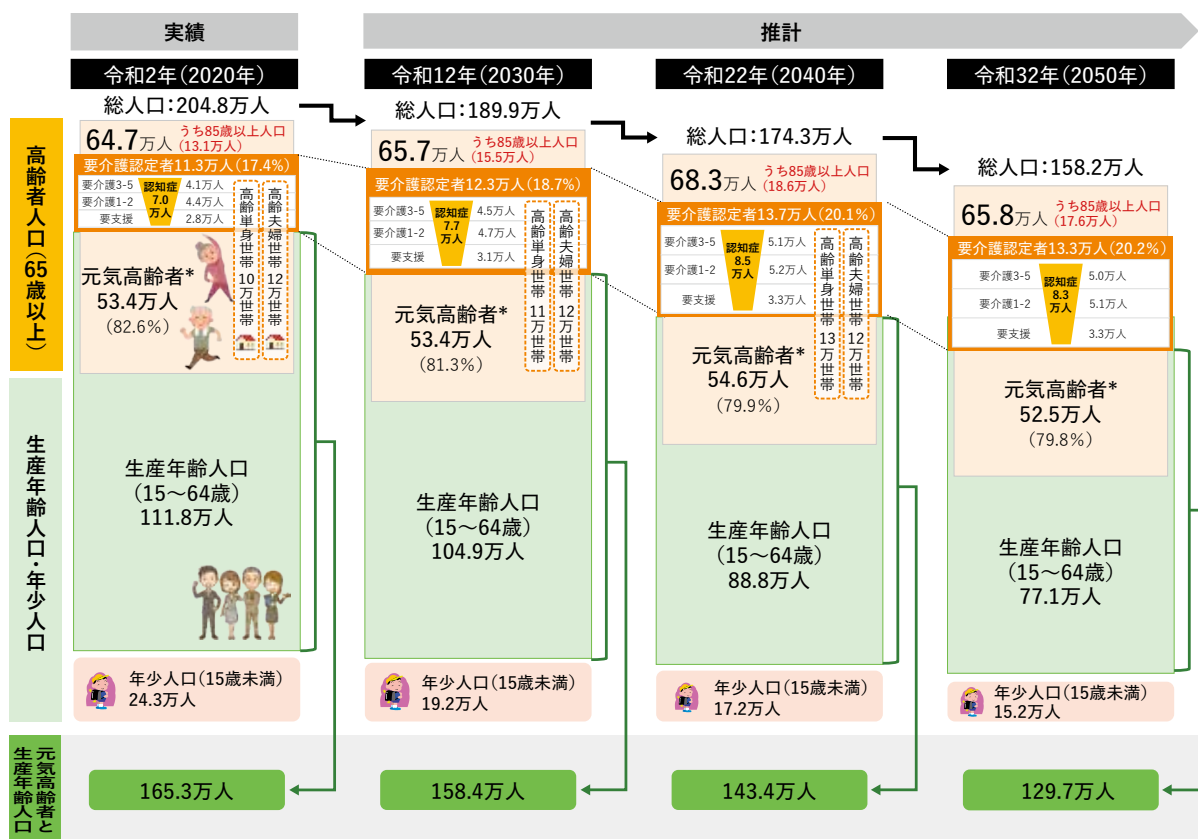 実績
推計
令和2年(2020年)
令和12年(2030年)
令和22年(2040年)
令和32年(2050年)
高齢者人口(65歳以上)
生産年齢人口・年少人口
元気高齢者と
生産年齢人口
総人口:204.8万人
64.7万人
うち85歳以上人口
(13.1万人)
要介護認定者11.3万人(17.4%)
要介護3-5
4.1万人
要介護1-2
4.4万人
要支援
2.8万人
認知症
7.0
万人
高齢単身世帯 10万世帯
高齢夫婦世帯 12万世帯
元気高齢者*
53.4万人
(82.6%)
生産年齢人口
(15〜64歳)
111.8万人
年少人口(15歳未満)
24.3万人
165.3万人
総人口:189.9万人
65.7万人
うち85歳以上人口
(15.5万人)
要介護認定者12.3万人(18.7%)
要介護3-5
4.5万人
要介護1-2
4.7万人
要支援
3.1万人
認知症
7.7
万人
高齢単身世帯 11万世帯
高齢夫婦世帯 12万世帯
元気高齢者*
53.4万人
(81.3%)
生産年齢人口
(15〜64歳)
104.9万人
年少人口(15歳未満)
19.2万人
158.4万人
総人口:174.3万人
68.3万人
うち85歳以上人口
(18.6万人)
要介護認定者13.7万人(20.1%)
要介護3-5
5.1万人
要介護1-2
5.2万人
要支援
3.3万人
認知症
8.5
万人
高齢単身世帯 13万世帯
高齢夫婦世帯 12万世帯
元気高齢者*
54.6万人
(79.9%)
生産年齢人口
(15〜64歳)
88.8万人
年少人口(15歳未満)
17.2万人
143.4万人
総人口:158.2万人
65.8万人
うち85歳以上人口
(17.6万人)
要介護認定者13.3万人(20.2%)
要介護3-5
5.0万人
要介護1-2
5.1万人
要支援
3.3万人
認知症
8.3
万人
元気高齢者*
52.5万人
(79.8%)
生産年齢人口
(15〜64歳)
77.1万人
年少人口(15歳未満)
15.2万人
129.7万人